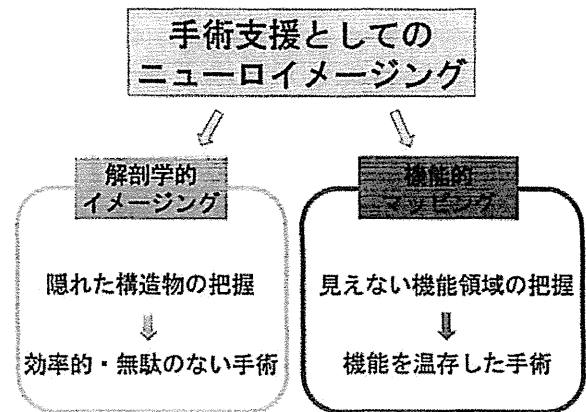 手術支援としての
ニューロイメージング
解剖学的
イメージング
機能的
マッピング
隠れた構造物の把握
効率的・無駄のない手術
見えない機能領域の把握
機能を温存した手術